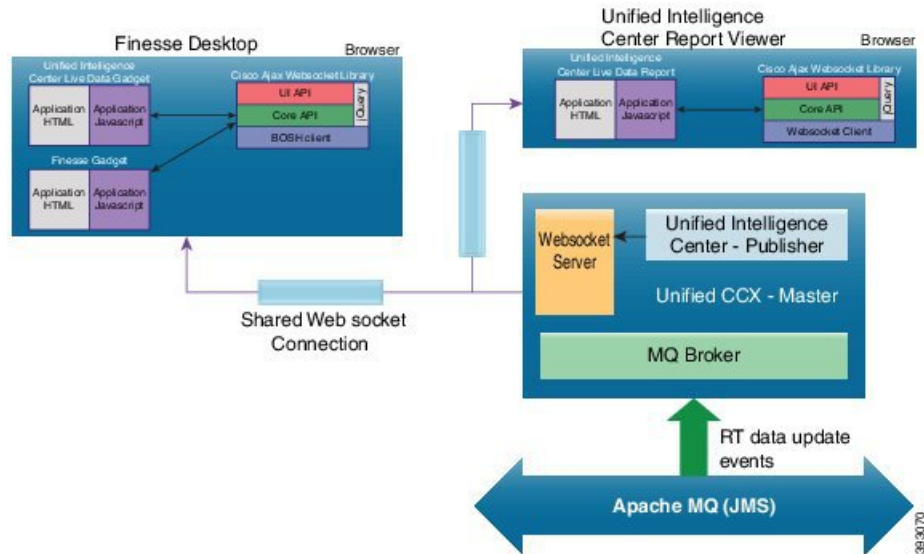 Finesse Desktop
Browser
Unified Intelligence
Center Live Data Gadget
Cisco Ajax Websocket Library
Application
HTML
Application
Javascript
UI API
Core API
BOSH client
jQuery
Finesse Gadget
Application
HTML
Application
Javascript
Unified Intelligence
Center Report Viewer
Browser
Unified Intelligence
Center Live Data Report
Cisco Ajax Websocket Library
Application
HTML
Application
Javascript
UI API
Core API
Websocket Client
jQuery
Websocket
Server
Unified Intelligence
Center - Publisher
Unified CCX - Master
MQ Broker
Shared Web socket
Connection
RT data update
events
Apache MQ (JMS)